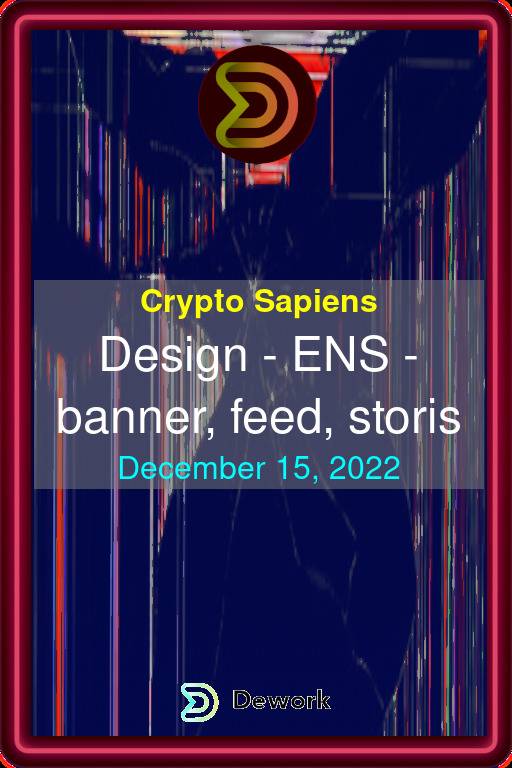 Crypto Sapiens
Design - ENS -
banner, feed, storis
December 15, 2022
Dework